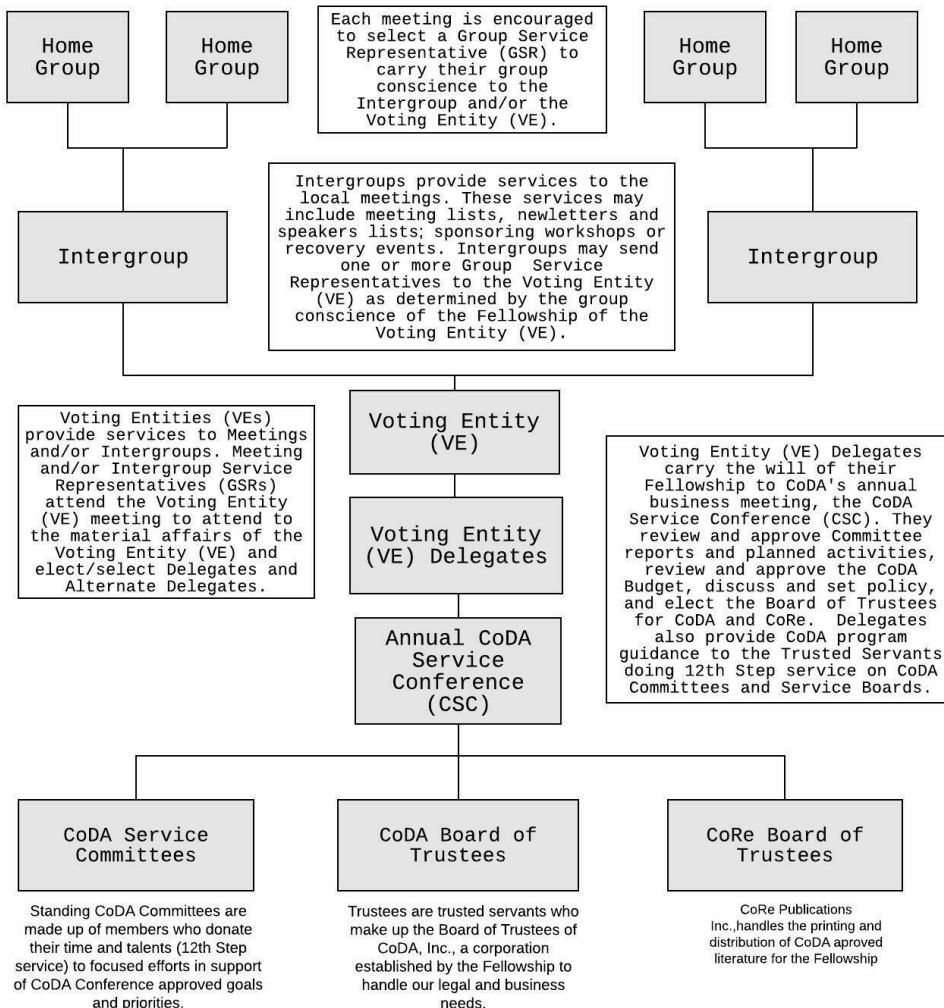 Home
Group
Home
Group
Each meeting is encouraged
to select a Group Service
Representative (GSR) to
carry their group
conscience to the
Intergroup and/or the
Voting Entity (VE).
Home
Group
Home
Group
Intergroup
Intergroups provide services to the
local meetings. These services may
include meeting lists, newletters and
speakers lists; sponsoring workshops or
recovery events. Intergroups may send
one or more Group Service
Representatives to the Voting Entity
(VE) as determined by the group
conscience of the Fellowship of the
Voting Entity (VE).
Intergroup
Voting Entities (VEs)
provide services to Meetings
and/or Intergroups. Meeting
and/or Intergroup Service
Representatives (GSRs)
attend the Voting Entity
(VE) meeting to attend to
the material affairs of the
Voting Entity (VE) and
elect/select Delegates and
Alternate Delegates.
Voting Entity
(VE)
Voting Entity
(VE) Delegates
Annual CoDA
Service
Conference
(CSC)
Voting Entity (VE) Delegates
carry the will of their
Fellowship to CoDA's annual
business meeting, the CoDA
Service Conference (CSC). They
review and approve Committee
reports and planned activities,
review and approve the CoDA
Budget, discuss and set policy,
and elect the Board of Trustees
for CoDA and CoRe. Delegates
also provide CoDA program
guidance to the Trusted Servants
doing 12th Step service on CoDA
Committees and Service Boards.
CoDA Service
Committees
Standing CoDA Committees are
made up of members who donate
their time and talents (12th Step
service) to focused efforts in support
of CoDA Conference approved goals
and priorities.
CoDA Board of
Trustees
Trustees are trusted servants who
make up the Board of Trustees of
CoDA, Inc., a corporation
established by the Fellowship to
handle our legal and business
needs.
CoRe Board of
Trustees
CoRe Publications
Inc.,handles the printing and
distribution of CoDA aproved
literature for the Fellowship